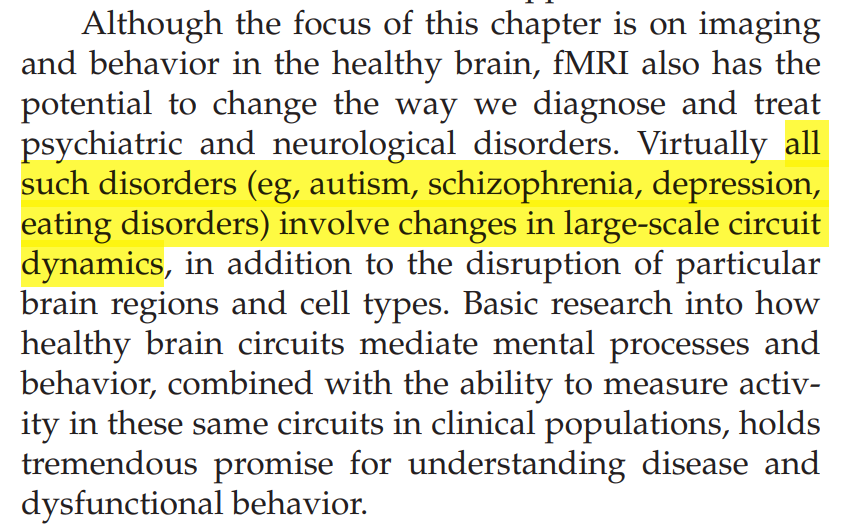 Although the focus of this chapter is on imaging
and behavior in the healthy brain, fMRI also has the
potential to change the way we diagnose and treat
psychiatric and neurological disorders. Virtually all
such disorders (eg, autism, schizophrenia, depression,
eating disorders) involve changes in large-scale circuit
dynamics, in addition to the disruption of particular
brain regions and cell types. Basic research into how
healthy brain circuits mediate mental processes and
behavior, combined with the ability to measure activ-
ity in these same circuits in clinical populations, holds
tremendous promise for understanding disease and
dysfunctional behavior.